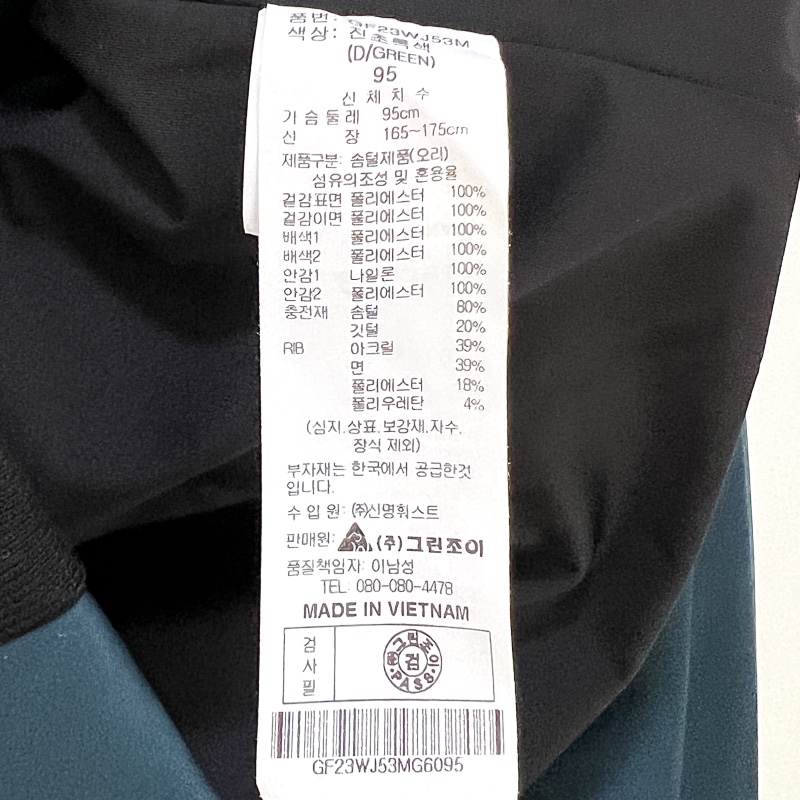 품번: GF23WJ53M
색상: 진초록색
(D/GREEN)
95
신 체 치 수
가 슴 둘 레 95cm
신 장 165~175cm
제품구분: 솜털제품(오리)
섬유의조성 및 혼용율
겉감표면 폴리에스터 100%
겉감이면 폴리에스터 100%
배색1 폴리에스터 100%
배색2 폴리에스터 100%
안감1 나일론 100%
안감2 폴리에스터 100%
충전재 솜털 80%
깃털 20%
RIB 아크릴 39%
면 39%
폴리에스터 18%
폴리우레탄 4%
(심지,상표,보강재,자수,
장식 제외)
부자재는 한국에서 공급한것
입니다.
수 입 원: ㈜신명휘스트
판매원: (주)그린조이
품질책임자: 이남성
TEL: 080-080-4478
MADE IN VIETNAM
검사필
㈜그린조이
검
PASS
GF23WJ53MG6095